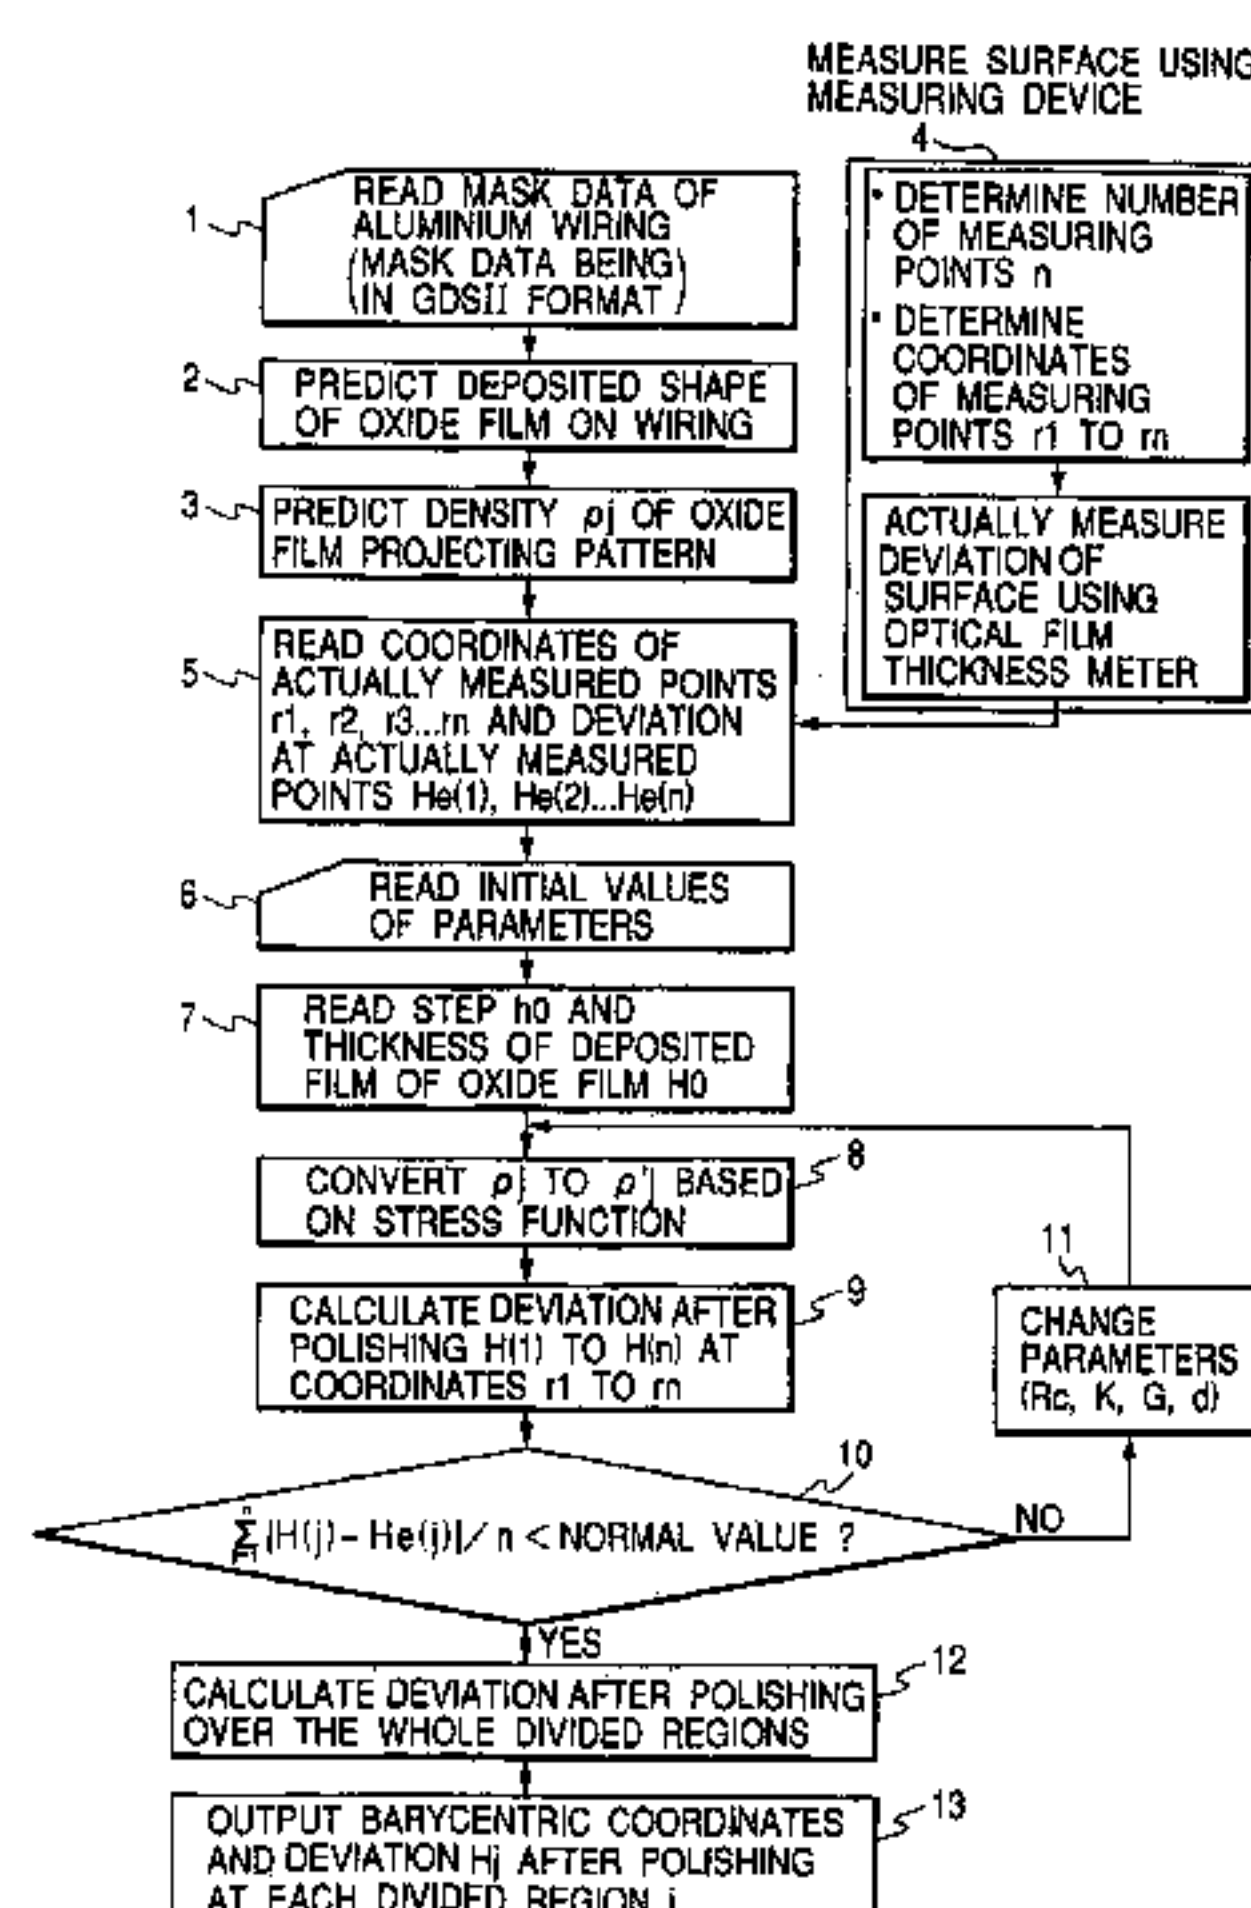 MEASURE SURFACE USING
MEASURING DEVICE
4
1
READ MASK DATA OF
ALUMINIUM WIRING
(MASK DATA BEING
IN GDSII FORMAT)
• DETERMINE NUMBER
OF MEASURING
POINTS n
• DETERMINE
COORDINATES
OF MEASURING
POINTS r1 TO rn
ACTUALLY MEASURE
DEVIATION OF
SURFACE USING
OPTICAL FILM
THICKNESS METER
2
PREDICT DEPOSITED SHAPE
OF OXIDE FILM ON WIRING
3
PREDICT DENSITY ρj OF OXIDE
FILM PROJECTING PATTERN
5
READ COORDINATES OF
ACTUALLY MEASURED POINTS
r1, r2, r3...rn AND DEVIATION
AT ACTUALLY MEASURED
POINTS He(1), He(2)...He(n)
6
READ INITIAL VALUES
OF PARAMETERS
7
READ STEP h0 AND
THICKNESS OF DEPOSITED
FILM OF OXIDE FILM H0
8
CONVERT ρj TO ρ'j BASED
ON STRESS FUNCTION
9
CALCULATE DEVIATION AFTER
POLISHING H(1) TO H(n) AT
COORDINATES r1 TO rn
11
CHANGE
PARAMETERS
(Rc, K, G, d)
10
Σ|H(j)-He(j)|/n<NORMAL VALUE ?
NO
YES
12
CALCULATE DEVIATION AFTER POLISHING
OVER THE WHOLE DIVIDED REGIONS
13
OUTPUT BARYCENTRIC COORDINATES
AND DEVIATION Hj AFTER POLISHING
AT EACH DIVIDED REGION j